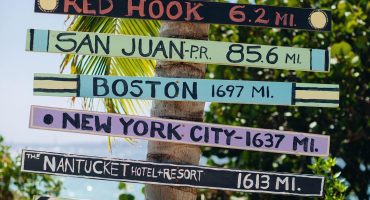 RED HOOK 6.2 MI.
SAN JUAN-P.R. 85.6 MI.
BOSTON 1697 MI.
NEW YORK CITY-1637 MI.
THE NANTUCKET HOTEL+RESORT 1613 MI.